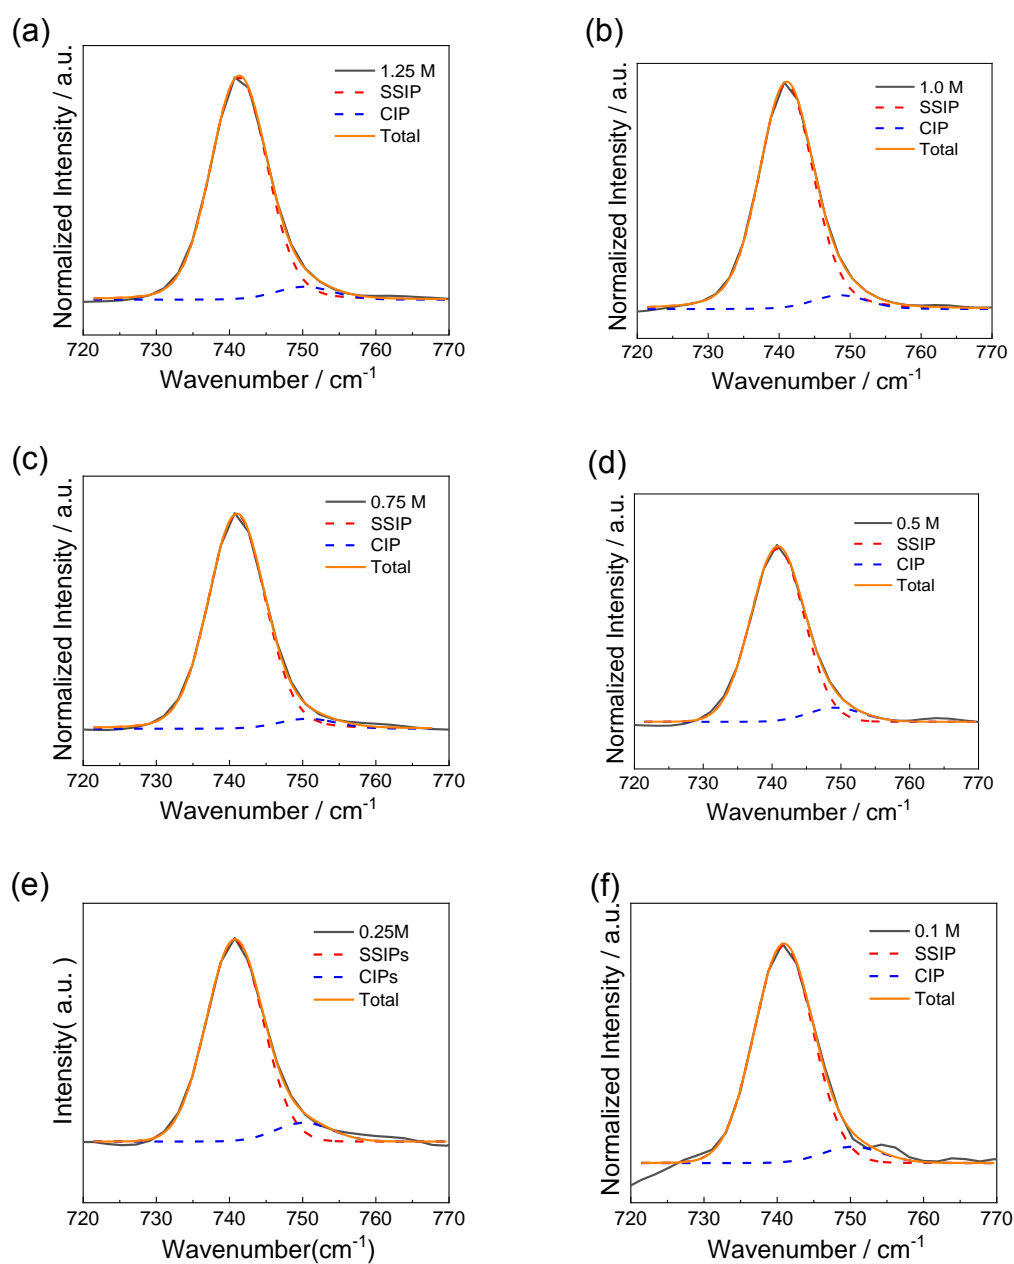 (a)
Normalized Intensity / a.u.
1.25 M
SSIP
CIP
Total
720 730 740 750 760 770
Wavenumber / cm⁻¹
(b)
Normalized Intensity / a.u.
1.0 M
SSIP
CIP
Total
720 730 740 750 760 770
Wavenumber / cm⁻¹
(c)
Normalized Intensity / a.u.
0.75 M
SSIP
CIP
Total
720 730 740 750 760 770
Wavenumber / cm⁻¹
(d)
Normalized Intensity / a.u.
0.5 M
SSIP
CIP
Total
720 730 740 750 760 770
Wavenumber / cm⁻¹
(e)
Intensity( a.u.)
0.25M
SSIPs
CIPs
Total
720 730 740 750 760 770
Wavenumber(cm⁻¹)
(f)
Normalized Intensity / a.u.
0.1 M
SSIP
CIP
Total
720 730 740 750 760 770
Wavenumber / cm⁻¹